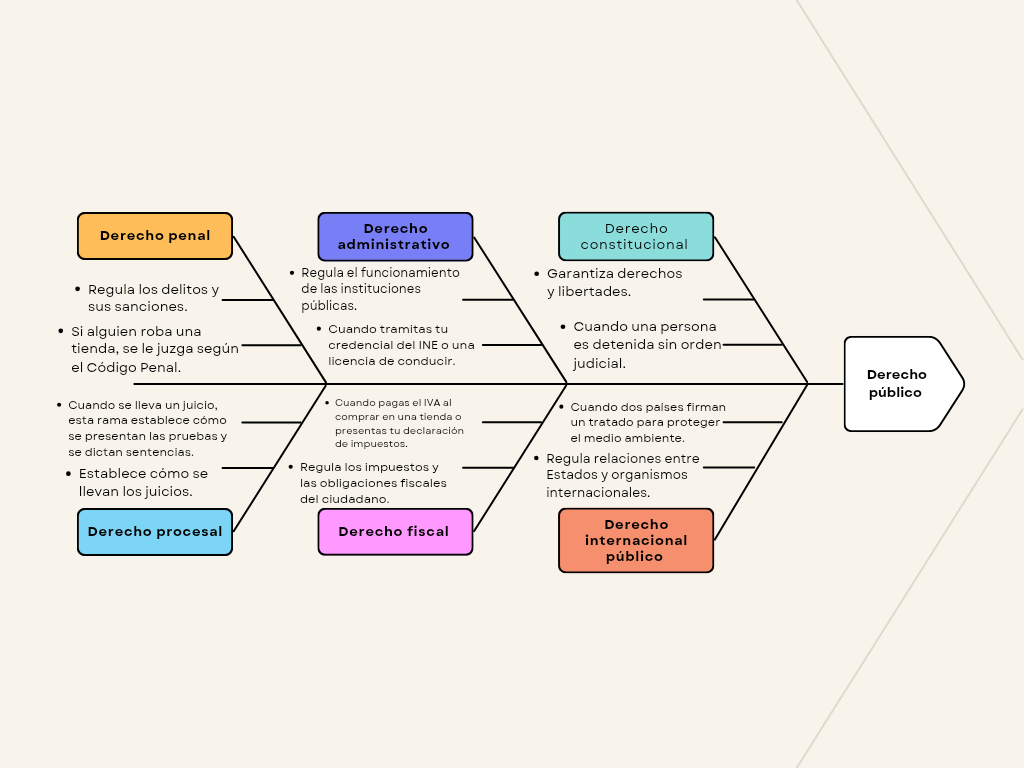 Derecho penal
Regula los delitos y
sus sanciones.
Si alguien roba una
tienda, se le juzga según
el Código Penal.
Derecho
administrativo
Regula el funcionamiento
de las instituciones
públicas.
Cuando tramitas tu
credencial del INE o una
licencia de conducir.
Derecho
constitucional
Garantiza derechos
y libertades.
Cuando una persona
es detenida sin orden
judicial.
Derecho
público
Cuando se lleva un juicio,
esta rama establece cómo
se presentan las pruebas y
se dictan sentencias.
Establece cómo se
llevan los juicios.
Derecho procesal
Cuando pagas el IVA al
comprar en una tienda o
presentas tu declaración
de impuestos.
Regula los impuestos y
las obligaciones fiscales
del ciudadano.
Derecho fiscal
Cuando dos países firman
un tratado para proteger
el medio ambiente.
Regula relaciones entre
Estados y organismos
internacionales.
Derecho
internacional
público